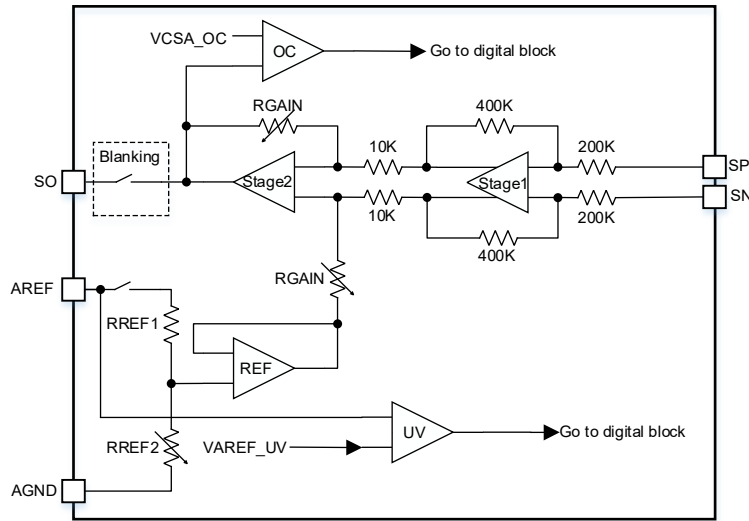 VCSA_OC
OC
Go to digital block
RGAIN
400K
10K
200K
Blanking
SO
Stage2
Stage1
SP
SN
10K
200K
400K
AREF
RGAIN
RREF1
REF
RREF2
VAREF_UV
UV
Go to digital block
AGND